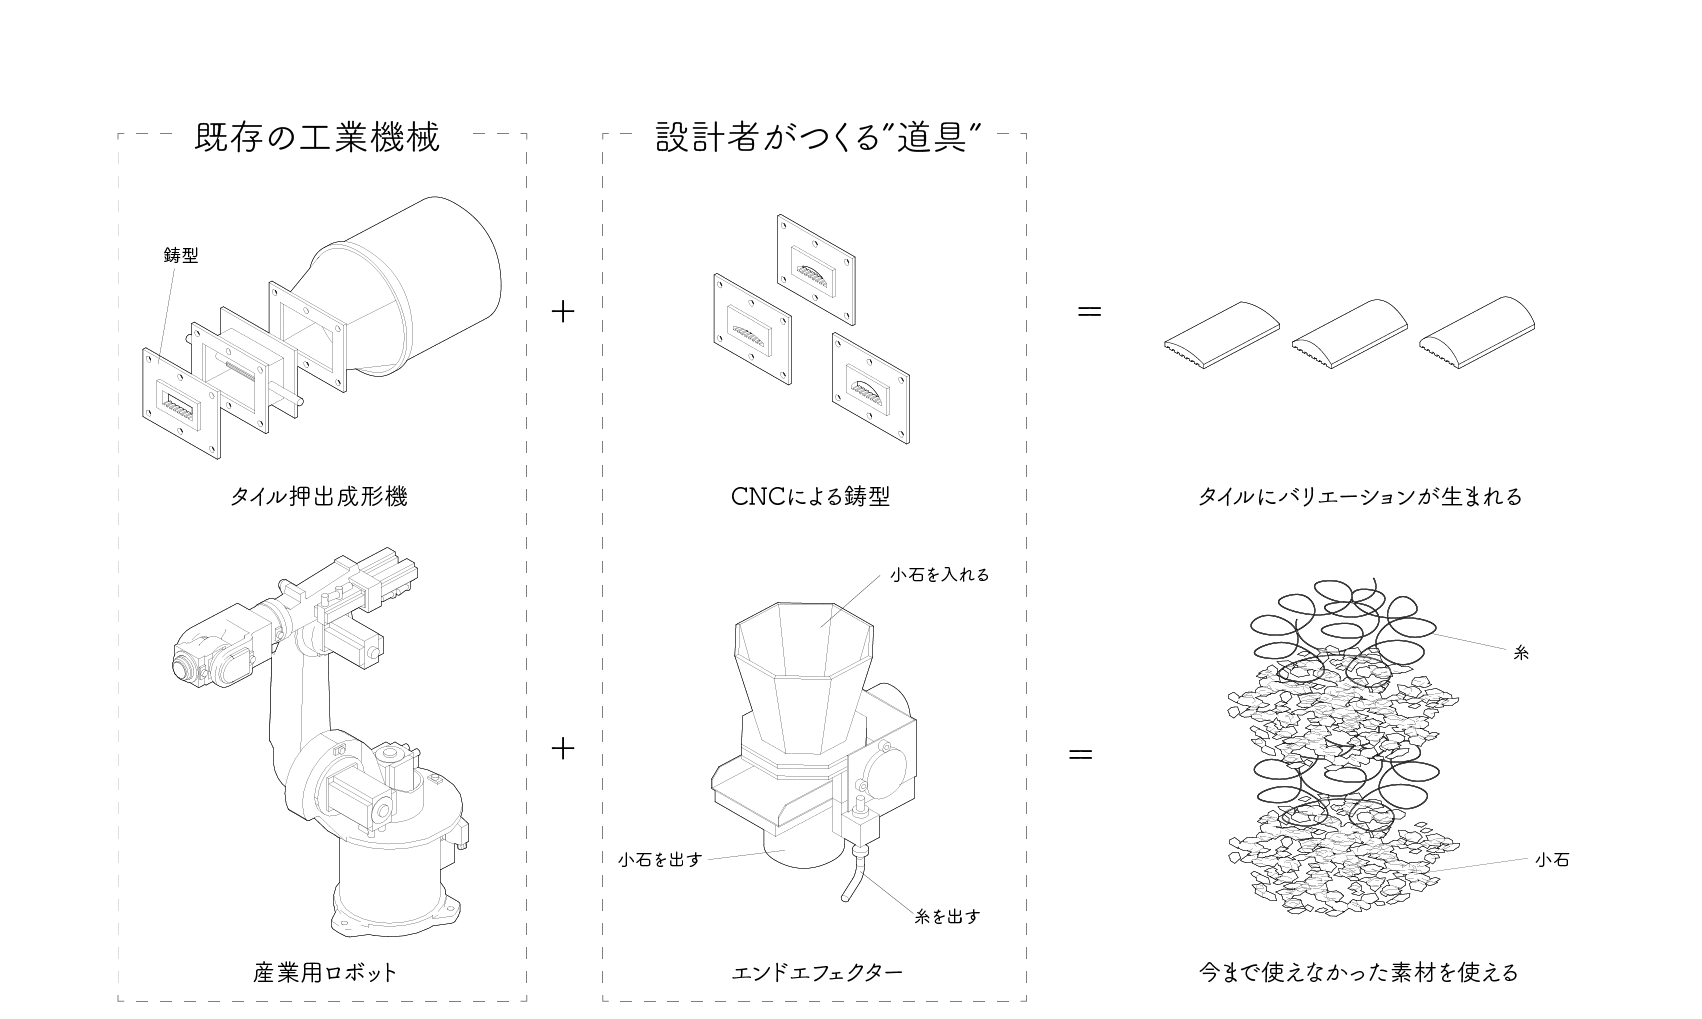 既存の工業機械
設計者がつくる″道具″
鋳型
+
=
タイル押出成形機
CNCによる鋳型
タイルにバリエーションが生まれる
小石を入れる
糸
+
=
小石を出す
小石
糸を出す
産業用ロボット
エンドエフェクター
今まで使えなかった素材を使える